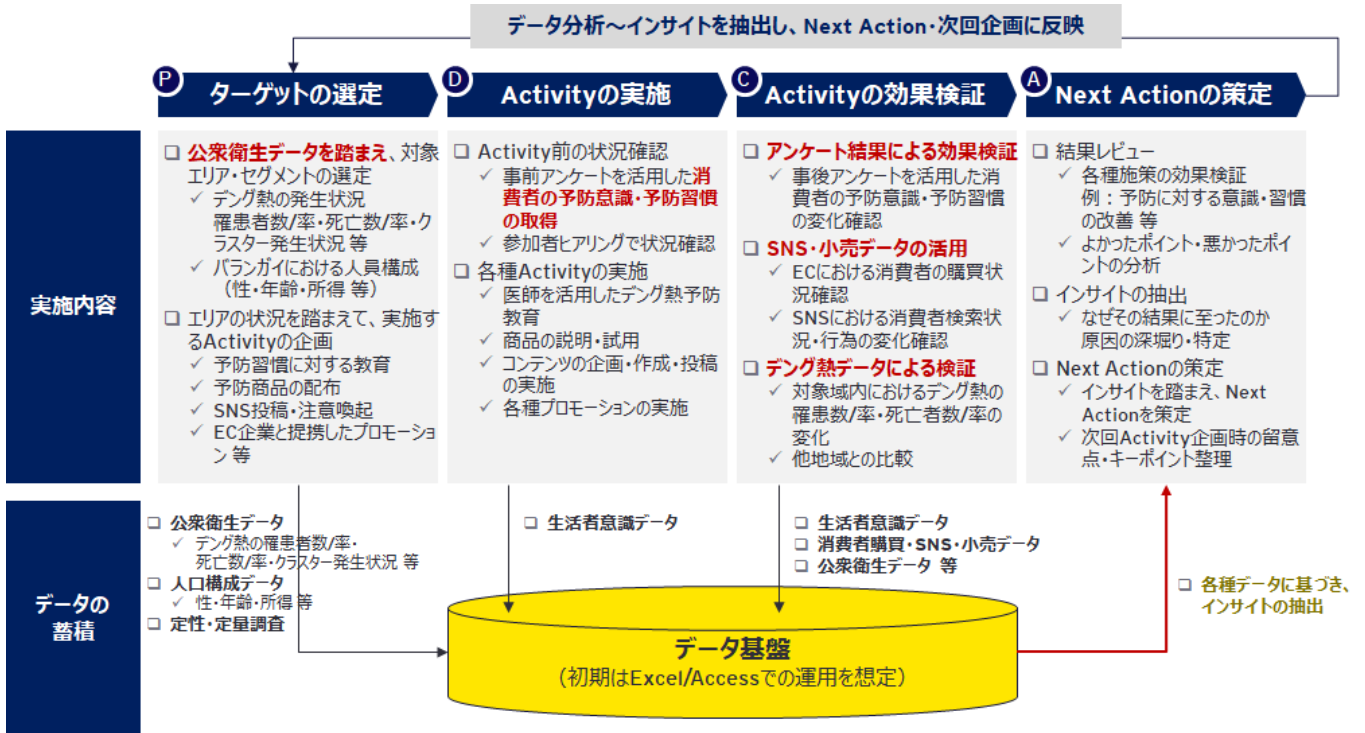 データ分析～インサイトを抽出し、Next Action・次回企画に反映
P
ターゲットの選定
D
Activityの実施
C
Activityの効果検証
A
Next Actionの策定
実施内容
❑ 公衆衛生データを踏まえ、対象
エリア・セグメントの選定
✓ デング熱の発生状況
罹患者数/率・死亡数/率・ク
ラスター発生状況 等
✓ バランガイにおける人員構成
（性・年齢・所得 等）
❑ エリアの状況を踏まえて、実施す
るActivityの企画
✓ 予防習慣に対する教育
✓ 予防商品の配布
✓ SNS投稿・注意喚起
✓ EC企業と提携したプロモーショ
ン 等
❑ Activity前の状況確認
✓ 事前アンケートを活用した消
費者の予防意識・予防習慣
の取得
✓ 参加者ヒアリングで状況確認
❑ 各種Activityの実施
✓ 医師を活用したデング熱予防
教育
✓ 商品の説明・試用
✓ コンテンツの企画・作成・投稿
の実施
✓ 各種プロモーションの実施
❑ アンケート結果による効果検証
✓ 事後アンケートを活用した消
費者の予防意識・予防習慣
の変化確認
❑ SNS・小売データの活用
✓ ECにおける消費者の購買状
況確認
✓ SNSにおける消費者検索状
況・行為の変化確認
❑ デング熱データによる検証
✓ 対象域内におけるデング熱の
罹患数/率・死亡者数/率の
変化
✓ 他地域との比較
❑ 結果レビュー
✓ 各種施策の効果検証
例：予防に対する意識・習慣
の改善 等
✓ よかったポイント・悪かったポイ
ントの分析
❑ インサイトの抽出
✓ なぜその結果に至ったのか
原因の深堀り・特定
❑ Next Actionの策定
✓ インサイトを踏まえ、Next
Actionを策定
✓ 次回Activity企画時の留意
点・キーポイント整理
データの
蓄積
❑ 公衆衛生データ
✓ デング熱の罹患者数/率・
死亡数/率・クラスター発生状況 等
❑ 人口構成データ
✓ 性・年齢・所得 等
❑ 定性・定量調査
❑ 生活者意識データ
❑ 生活者意識データ
❑ 消費者購買・SNS・小売データ
❑ 公衆衛生データ 等
❑ 各種データに基づき、
インサイトの抽出
データ基盤
（初期はExcel/Accessでの運用を想定）